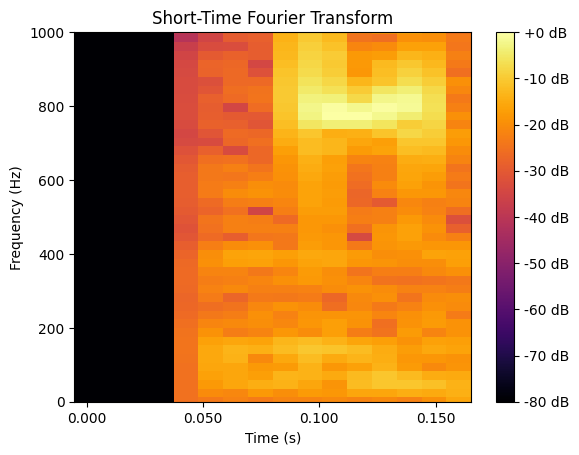 Short-Time Fourier Transform
1000
800
600
400
200
0
Frequency (Hz)
0.000
0.050
0.100
0.150
Time (s)
+0 dB
-10 dB
-20 dB
-30 dB
-40 dB
-50 dB
-60 dB
-70 dB
-80 dB